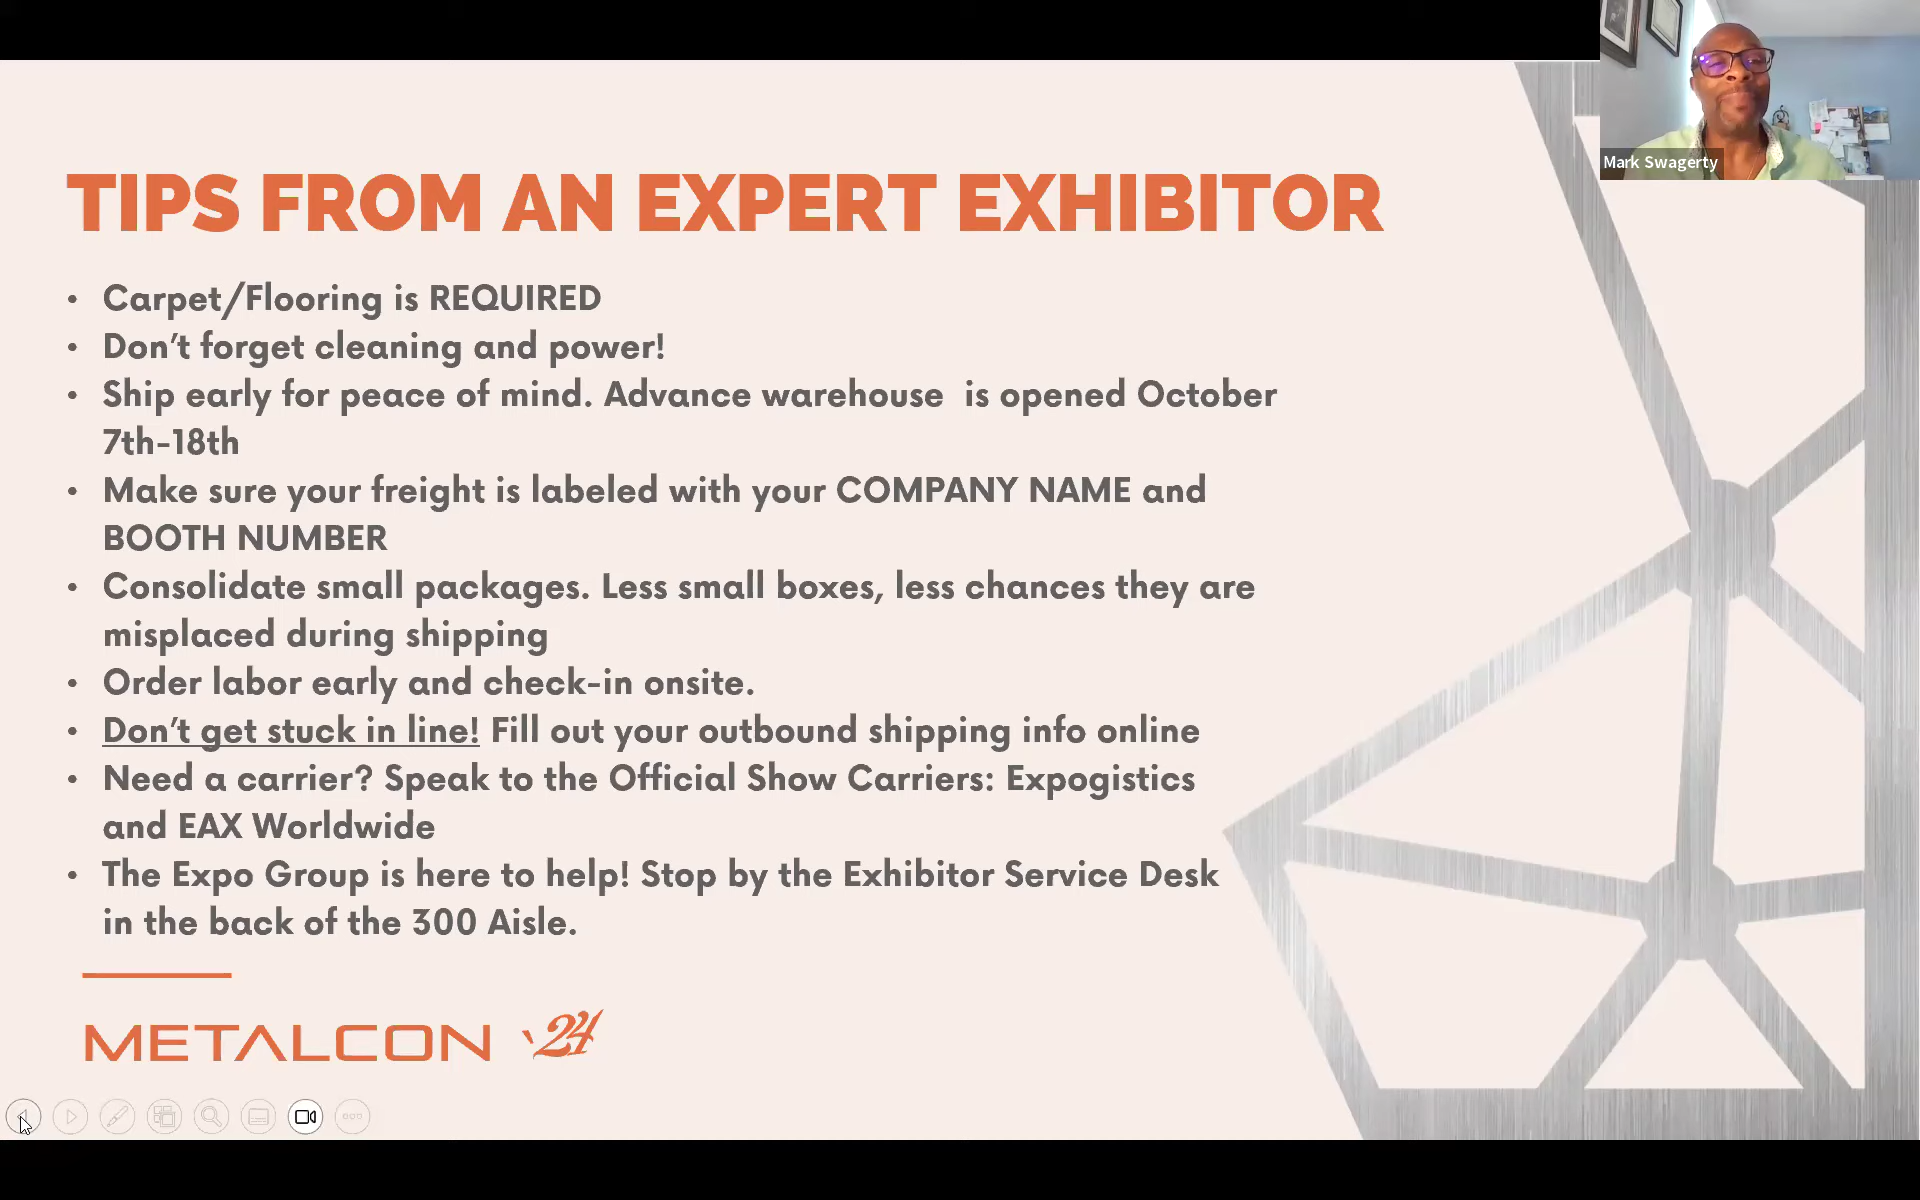 Mark Swagerty
TIPS FROM AN EXPERT EXHIBITOR
• Carpet/Flooring is REQUIRED
• Don’t forget cleaning and power!
• Ship early for peace of mind. Advance warehouse  is opened October
7th-18th
• Make sure your freight is labeled with your COMPANY NAME and
BOOTH NUMBER
• Consolidate small packages. Less small boxes, less chances they are
misplaced during shipping
• Order labor early and check-in onsite.
• Don’t get stuck in line! Fill out your outbound shipping info online
• Need a carrier? Speak to the Official Show Carriers: Expogistics
and EAX Worldwide
• The Expo Group is here to help! Stop by the Exhibitor Service Desk
in the back of the 300 Aisle.
METALCON ‘24